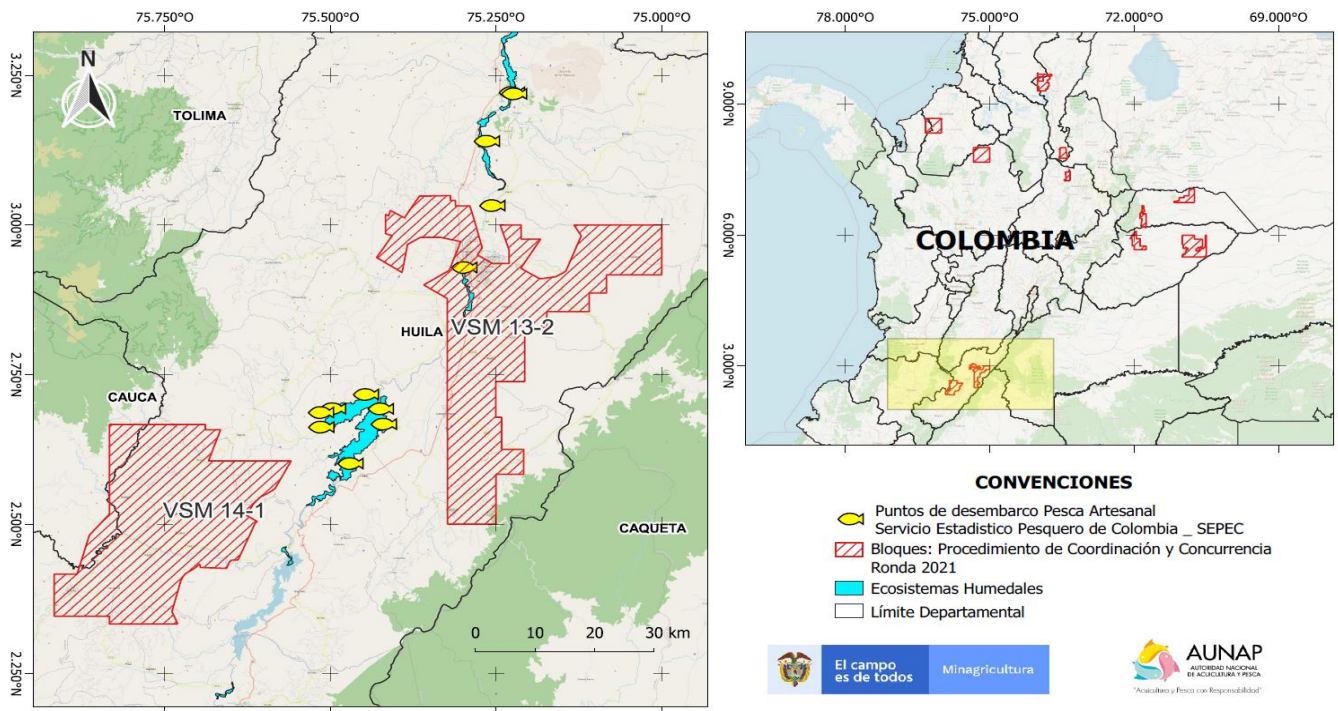 75.750°O 75.500°O 75.250°O 75.000°O
78.000°O 75.000°O 72.000°O 69.000°O
3.250°N
3.000°N
2.750°N
2.500°N
2.250°N
N
TOLIMA
HUILA
VSM 13-2
CAUCA
VSM 14-1
CAQUETA
0 10 20 30 km
9.000°N
6.000°N
3.000°N
COLOMBIA
CONVENCIONES
Puntos de desembarco Pesca Artesanal
Servicio Estadistico Pesquero de Colombia _ SEPEC
Bloques: Procedimiento de Coordinación y Concurrencia
Ronda 2021
Ecosistemas Humedales
Límite Departamental
El campo
es de todos
Minagricultura
AUNAP
AUTORIDAD NACIONAL
DE ACUICULTURA Y PESCA
"Acuicultura y Pesca con Responsabilidad"